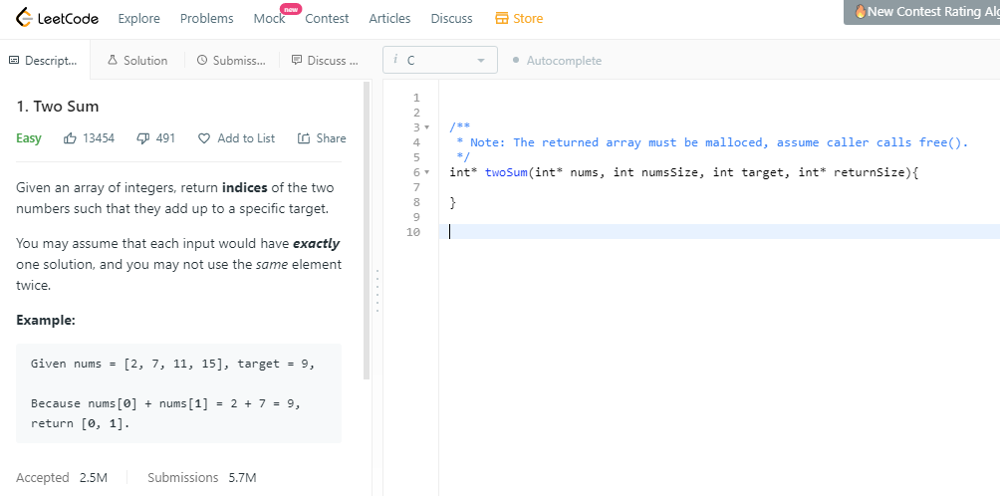 LeetCode Explore Problems Mock new Contest Articles Discuss Store New Contest Rating Alg
Descript... Solution Submiss... Discuss ... i C Autocomplete
1. Two Sum
Easy 13454 491 Add to List Share
Given an array of integers, return indices of the two
numbers such that they add up to a specific target.
You may assume that each input would have exactly
one solution, and you may not use the same element
twice.
Example:
Given nums = [2, 7, 11, 15], target = 9,
Because nums[0] + nums[1] = 2 + 7 = 9,
return [0, 1].
Accepted 2.5M Submissions 5.7M
1
2
3 /**
4 * Note: The returned array must be malloced, assume caller calls free().
5 */
6 int* twoSum(int* nums, int numsSize, int target, int* returnSize){
7
8 }
9
10